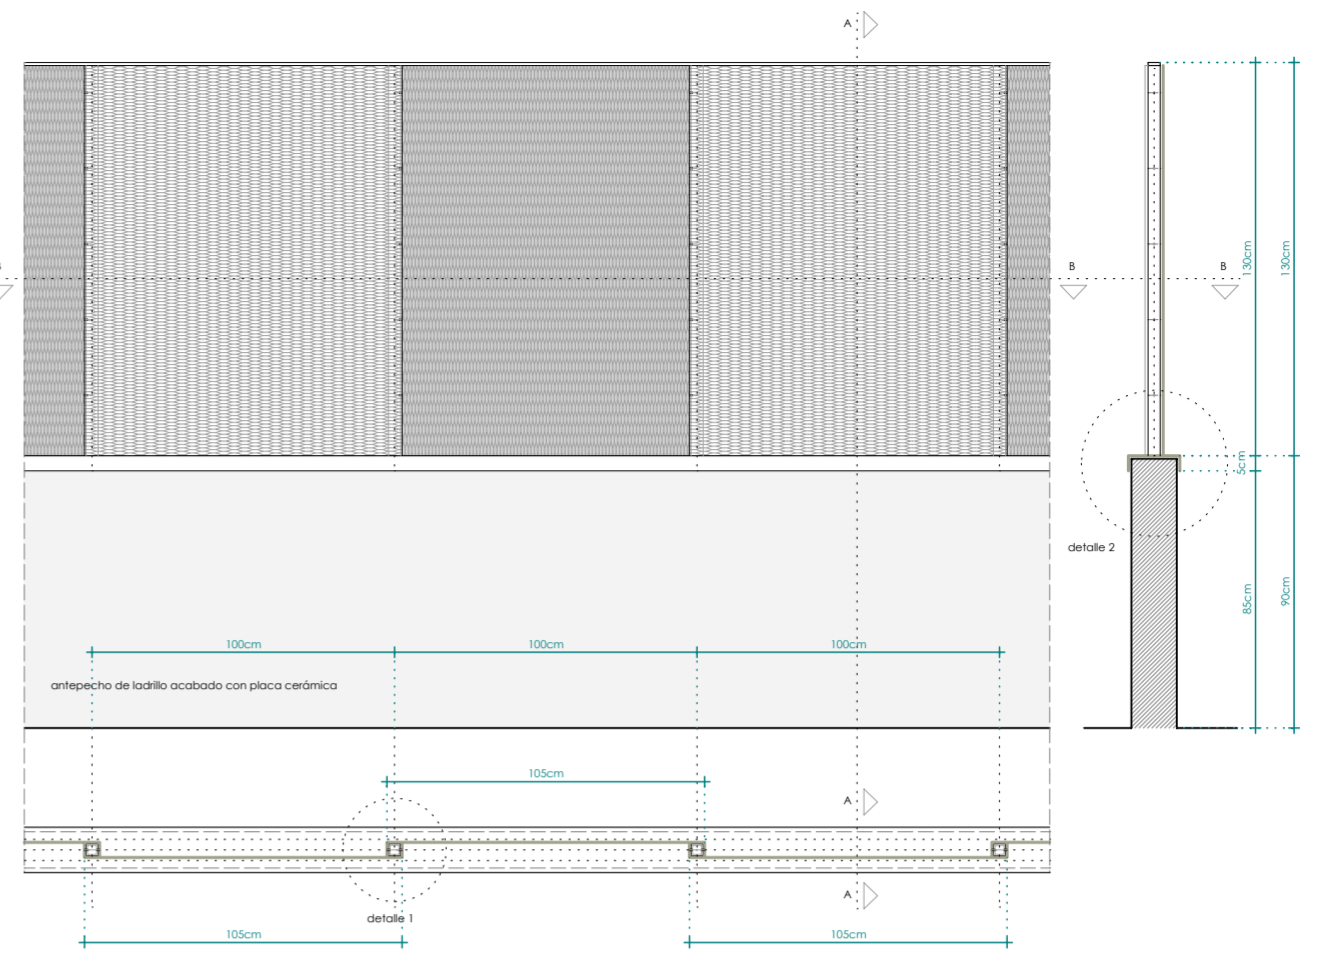 A
B
B
130cm
130cm
5cm
detalle 2
85cm
90cm
100cm
100cm
100cm
antepecho de ladrillo acabado con placa cerámica
105cm
A
A
detalle 1
105cm
105cm